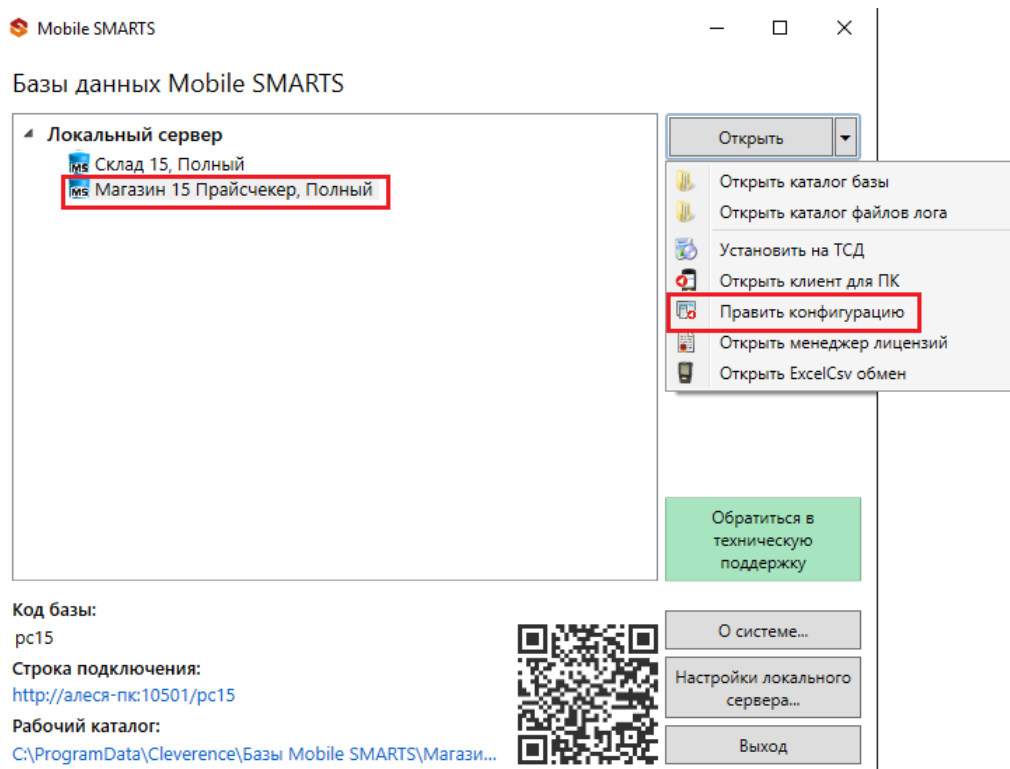 Mobile SMARTS
Базы данных Mobile SMARTS
Локальный сервер
Склад 15, Полный
Магазин 15 Прайсчекер, Полный
Открыть
Открыть каталог базы
Открыть каталог файлов лога
Установить на ТСД
Открыть клиент для ПК
Править конфигурацию
Открыть менеджер лицензий
Открыть ExcelCsv обмен
Обратиться в
техническую
поддержку
Код базы:
pc15
Строка подключения:
http://алеся-пк:10501/pc15
Рабочий каталог:
C:\ProgramData\Cleverence\Базы Mobile SMARTS\Магази...
О системе...
Настройки локального
сервера...
Выход